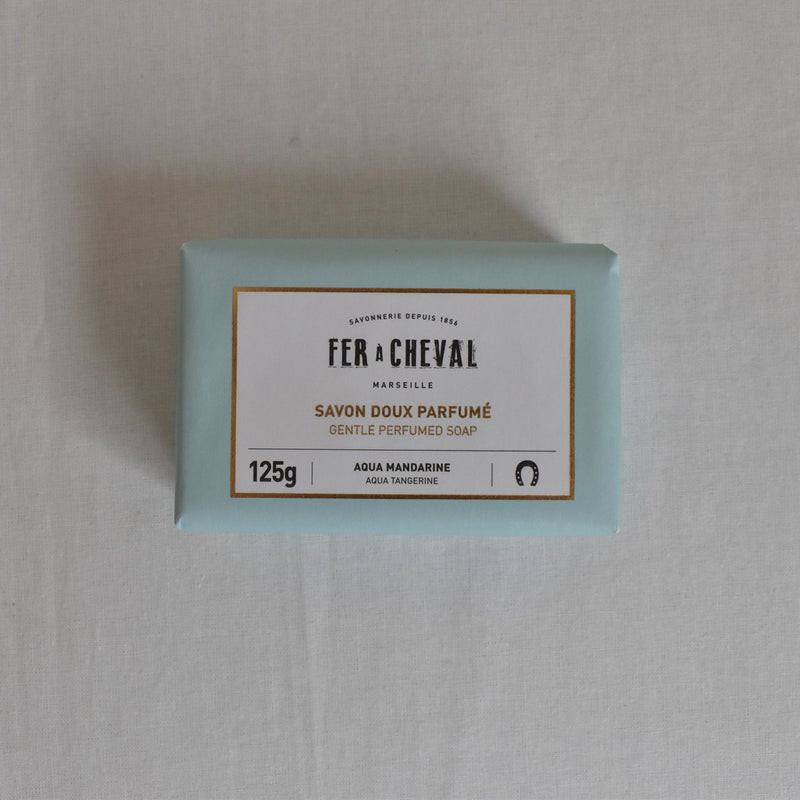 SAVONNERIE DEPUIS 1856
FER À CHEVAL
MARSEILLE
SAVON DOUX PARFUMÉ
GENTLE PERFUMED SOAP
125g
AQUA MANDARINE
AQUA TANGERINE